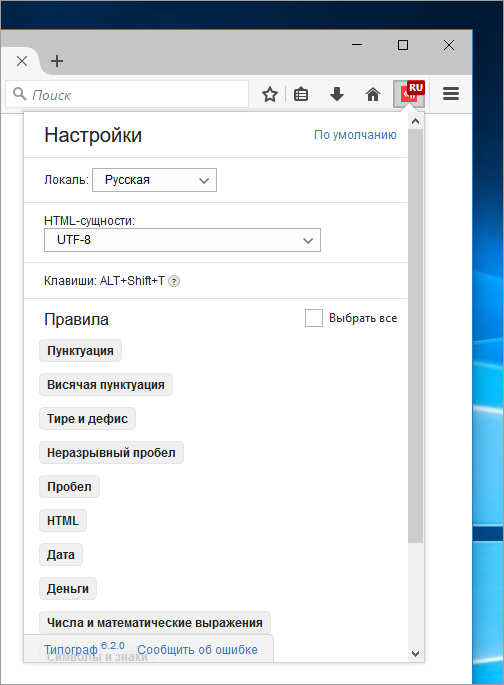 Поиск
RU
Настройки
По умолчанию
Локаль: Русская
HTML-сущности:
UTF-8
Клавиши: ALT+Shift+T ?
Правила
Выбрать все
Пунктуация
Висячая пунктуация
Тире и дефис
Неразрывный пробел
Пробел
HTML
Дата
Деньги
Числа и математические выражения
Типограф 6.2.0 Сообщить об ошибке
Символы и знаки